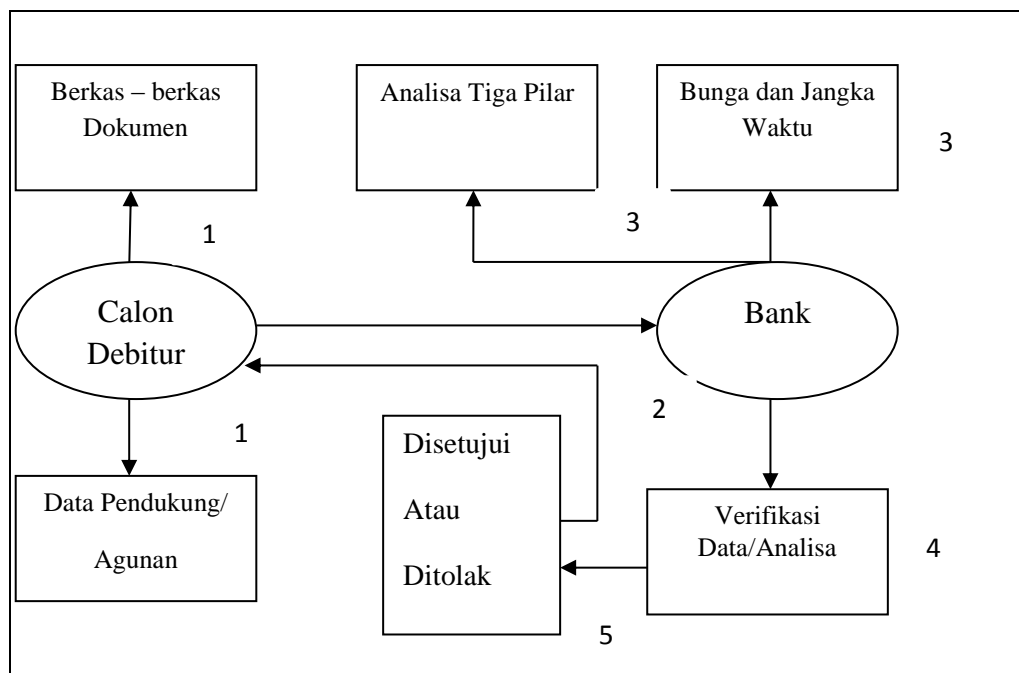 Berkas – berkas
Dokumen
Analisa Tiga Pilar
Bunga dan Jangka
Waktu
3
1
3
Calon
Debitur
Bank
2
1
Disetujui
Atau
Ditolak
Data Pendukung/
Agunan
Verifikasi
Data/Analisa
4
5